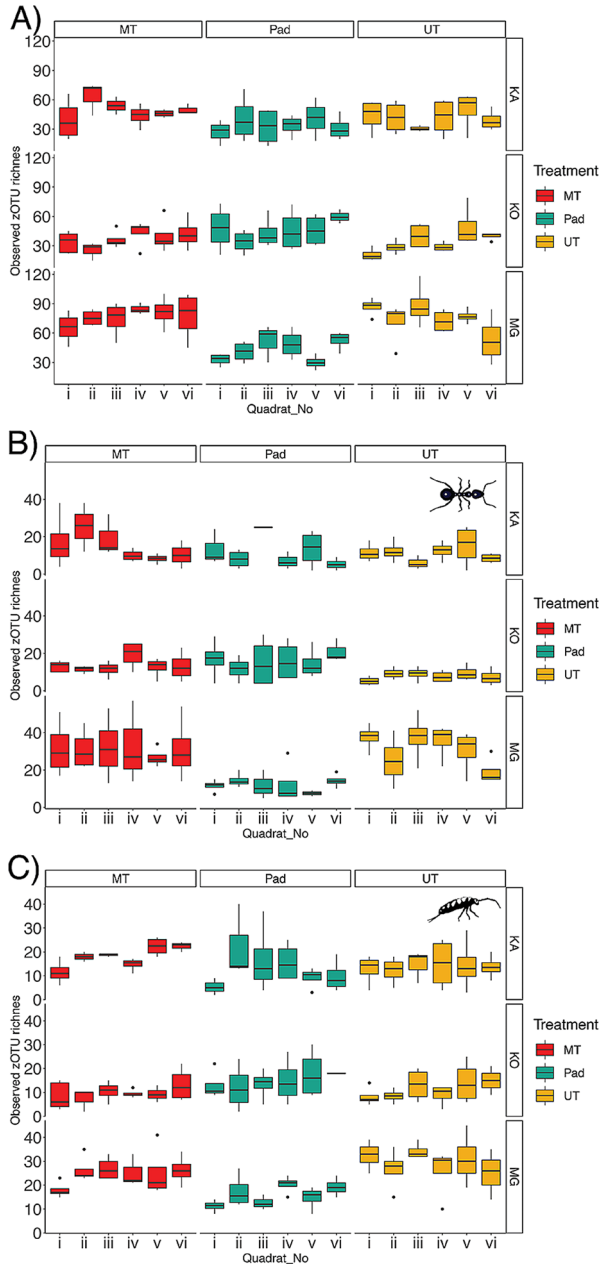 A)
MT Pad UT
120
90
60
30
KA
120
90
60
30
KO
120
90
60
30
MG
Observed zOTU richnes
i ii iii iv v vi i ii iii iv v vi i ii iii iv v vi
Quadrat_No
Treatment
MT
Pad
UT
B)
MT Pad UT
40
20
0
KA
40
20
0
KO
40
20
0
MG
Observed zOTU richnes
i ii iii iv v vi i ii iii iv v vi i ii iii iv v vi
Quadrat_No
Treatment
MT
Pad
UT
C)
MT Pad UT
40
30
20
10
0
KA
40
30
20
10
0
KO
40
30
20
10
0
MG
Observed zOTU richnes
i ii iii iv v vi i ii iii iv v vi i ii iii iv v vi
Quadrat_No
Treatment
MT
Pad
UT